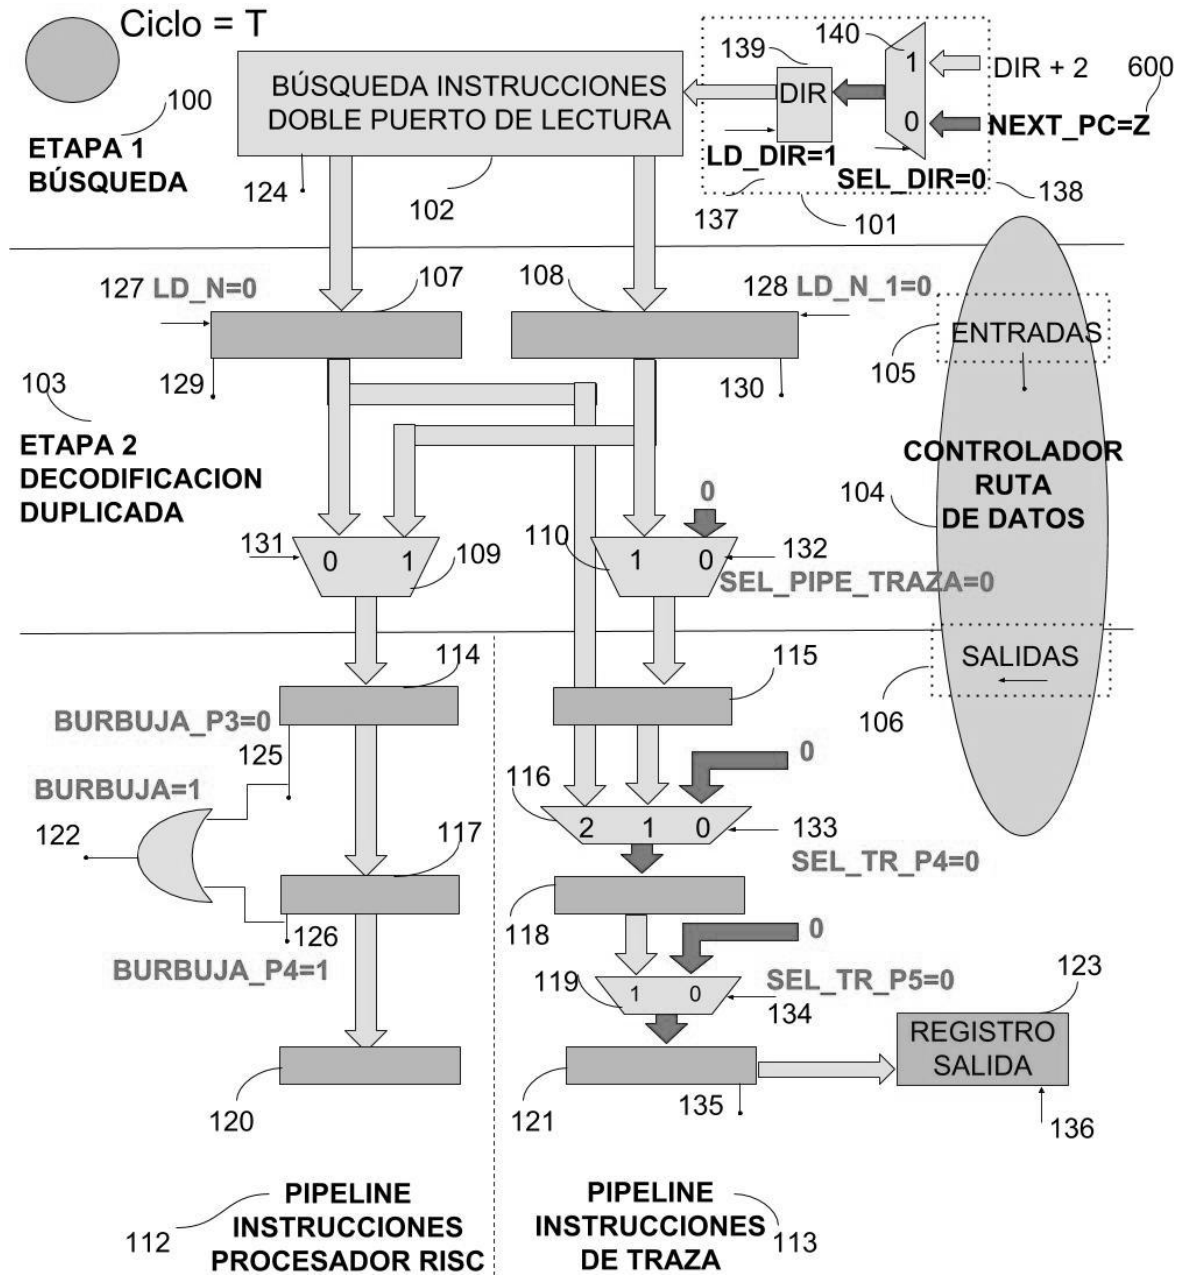 Ciclo = T
100
ETAPA 1
BÚSQUEDA
BÚSQUEDA INSTRUCCIONES
DOBLE PUERTO DE LECTURA
124
102
139
140
DIR
1
0
DIR + 2
600
NEXT_PC=Z
LD_DIR=1
SEL_DIR=0
137
101
138
127 LD_N=0
107
108
128 LD_N_1=0
129
130
103
ETAPA 2
DECODIFICACION
DUPLICADA
105
ENTRADAS
CONTROLADOR
RUTA
DE DATOS
104
0
131
0 1
109
110
1 0
132
SEL_PIPE_TRAZA=0
114
115
SALIDAS
106
BURBUJA_P3=0
125
0
BURBUJA=1
116
2 1 0
133
122
117
SEL_TR_P4=0
118
0
126
BURBUJA_P4=1
119
1 0
SEL_TR_P5=0
134
123
REGISTRO
SALIDA
120
121
135
136
PIPELINE
INSTRUCCIONES
PROCESADOR RISC
112
PIPELINE
INSTRUCCIONES
DE TRAZA
113